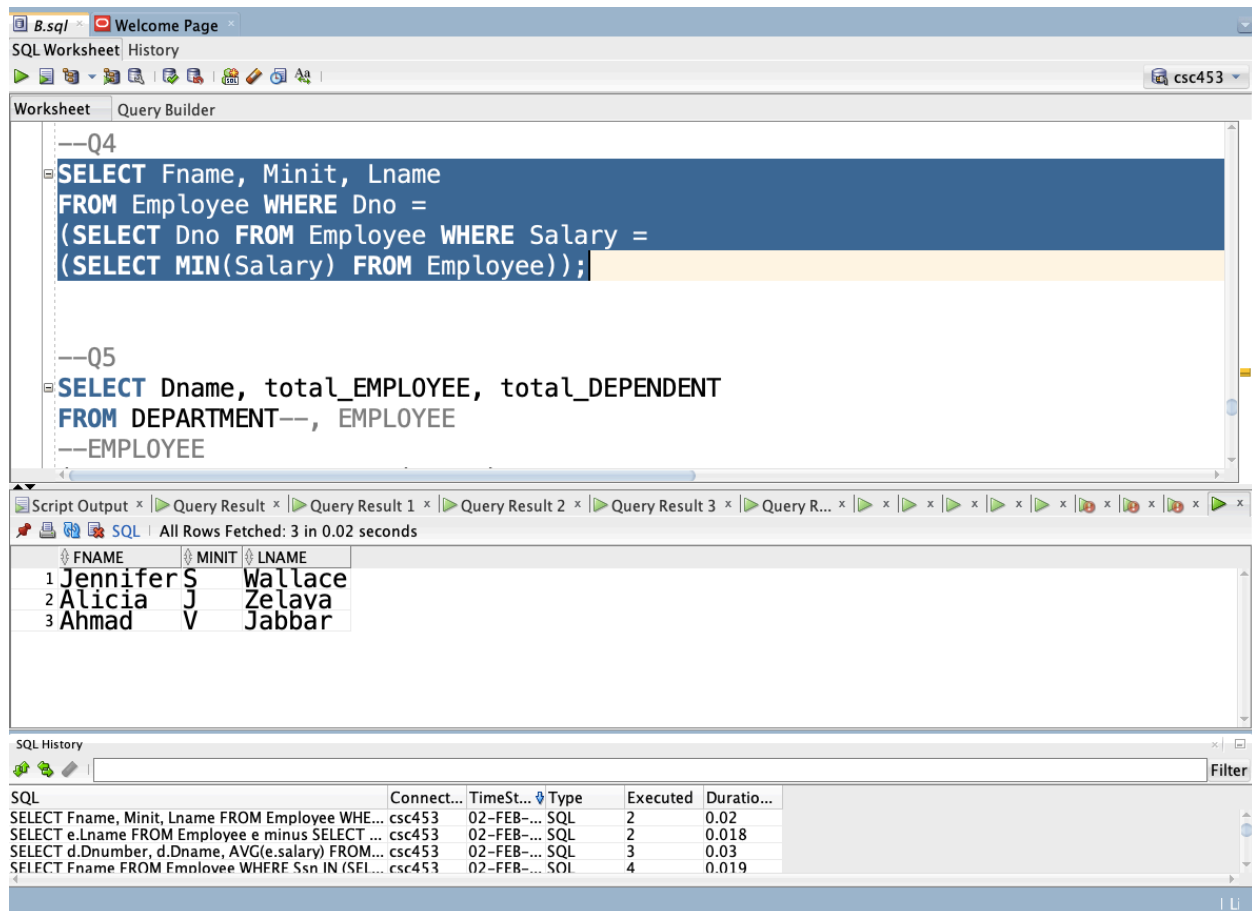 B.sql Welcome Page
SQL Worksheet History
csc453
Worksheet Query Builder
--Q4
SELECT Fname, Minit, Lname
FROM Employee WHERE Dno =
(SELECT Dno FROM Employee WHERE Salary =
(SELECT MIN(Salary) FROM Employee));
--Q5
SELECT Dname, total_EMPLOYEE, total_DEPENDENT
FROM DEPARTMENT--, EMPLOYEE
--EMPLOYEE
Script Output x Query Result x Query Result 1 x Query Result 2 x Query Result 3 x Query R... x x x x x x x x x
SQL All Rows Fetched: 3 in 0.02 seconds
FNAME MINIT LNAME
1 Jennifer S Wallace
2 Alicia J Zelaya
3 Ahmad V Jabbar
SQL History
Filter
SQL Connect... TimeSt... Type Executed Duratio...
SELECT Fname, Minit, Lname FROM Employee WHE... csc453 02-FEB-... SQL 2 0.02
SELECT e.Lname FROM Employee e minus SELECT ... csc453 02-FEB-... SQL 2 0.018
SELECT d.Dnumber, d.Dname, AVG(e.salary) FROM... csc453 02-FEB-... SQL 3 0.03
SELECT Fname FROM Employee WHERE Ssn IN (SEL... csc453 02-FEB-... SQL 4 0.019
Li